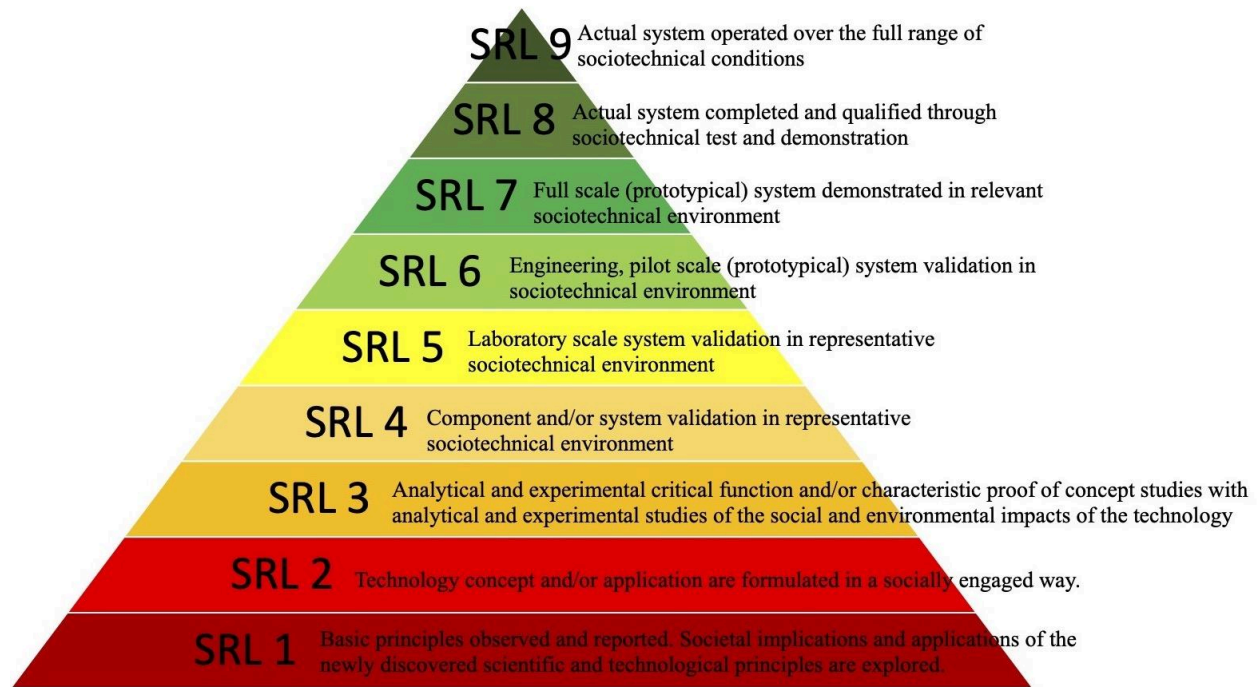 SRL 9
Actual system operated over the full range of
sociotechnical conditions
SRL 8
Actual system completed and qualified through
sociotechnical test and demonstration
SRL 7
Full scale (prototypical) system demonstrated in relevant
sociotechnical environment
SRL 6
Engineering, pilot scale (prototypical) system validation in
sociotechnical environment
SRL 5
Laboratory scale system validation in representative
sociotechnical environment
SRL 4
Component and/or system validation in representative
sociotechnical environment
SRL 3
Analytical and experimental critical function and/or characteristic proof of concept studies with
analytical and experimental studies of the social and environmental impacts of the technology
SRL 2
Technology concept and/or application are formulated in a socially engaged way.
SRL 1
Basic principles observed and reported. Societal implications and applications of the
newly discovered scientific and technological principles are explored.